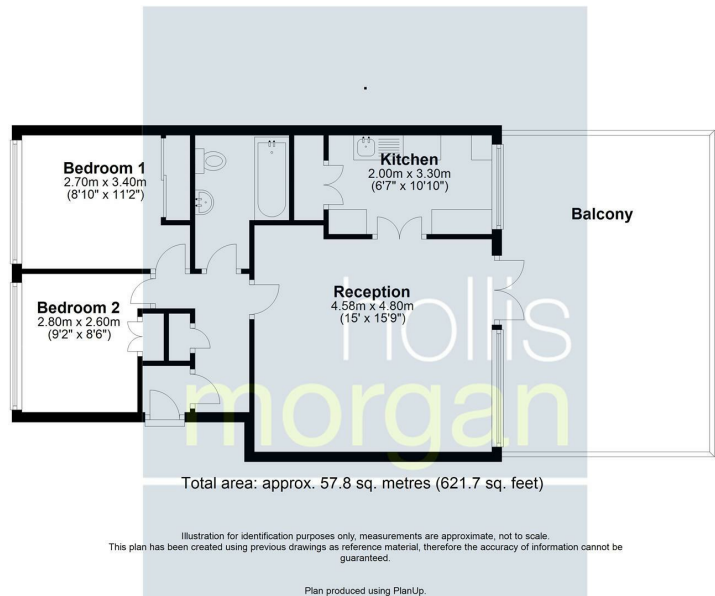 Bedroom 1
2.70m x 3.40m
(8'10" x 11'2")
Kitchen
2.00m x 3.30m
(6'7" x 10'10")
Balcony
Bedroom 2
2.80m x 2.60m
(9'2" x 8'6")
Reception
4.58m x 4.80m
(15' x 15'9")
hollis
morgan
Total area: approx. 57.8 sq. metres (621.7 sq. feet)
Illustration for identification purposes only, measurements are approximate, not to scale.
This plan has been created using previous drawings as reference material, therefore the accuracy of information cannot be
guaranteed.
Plan produced using PlanUp.